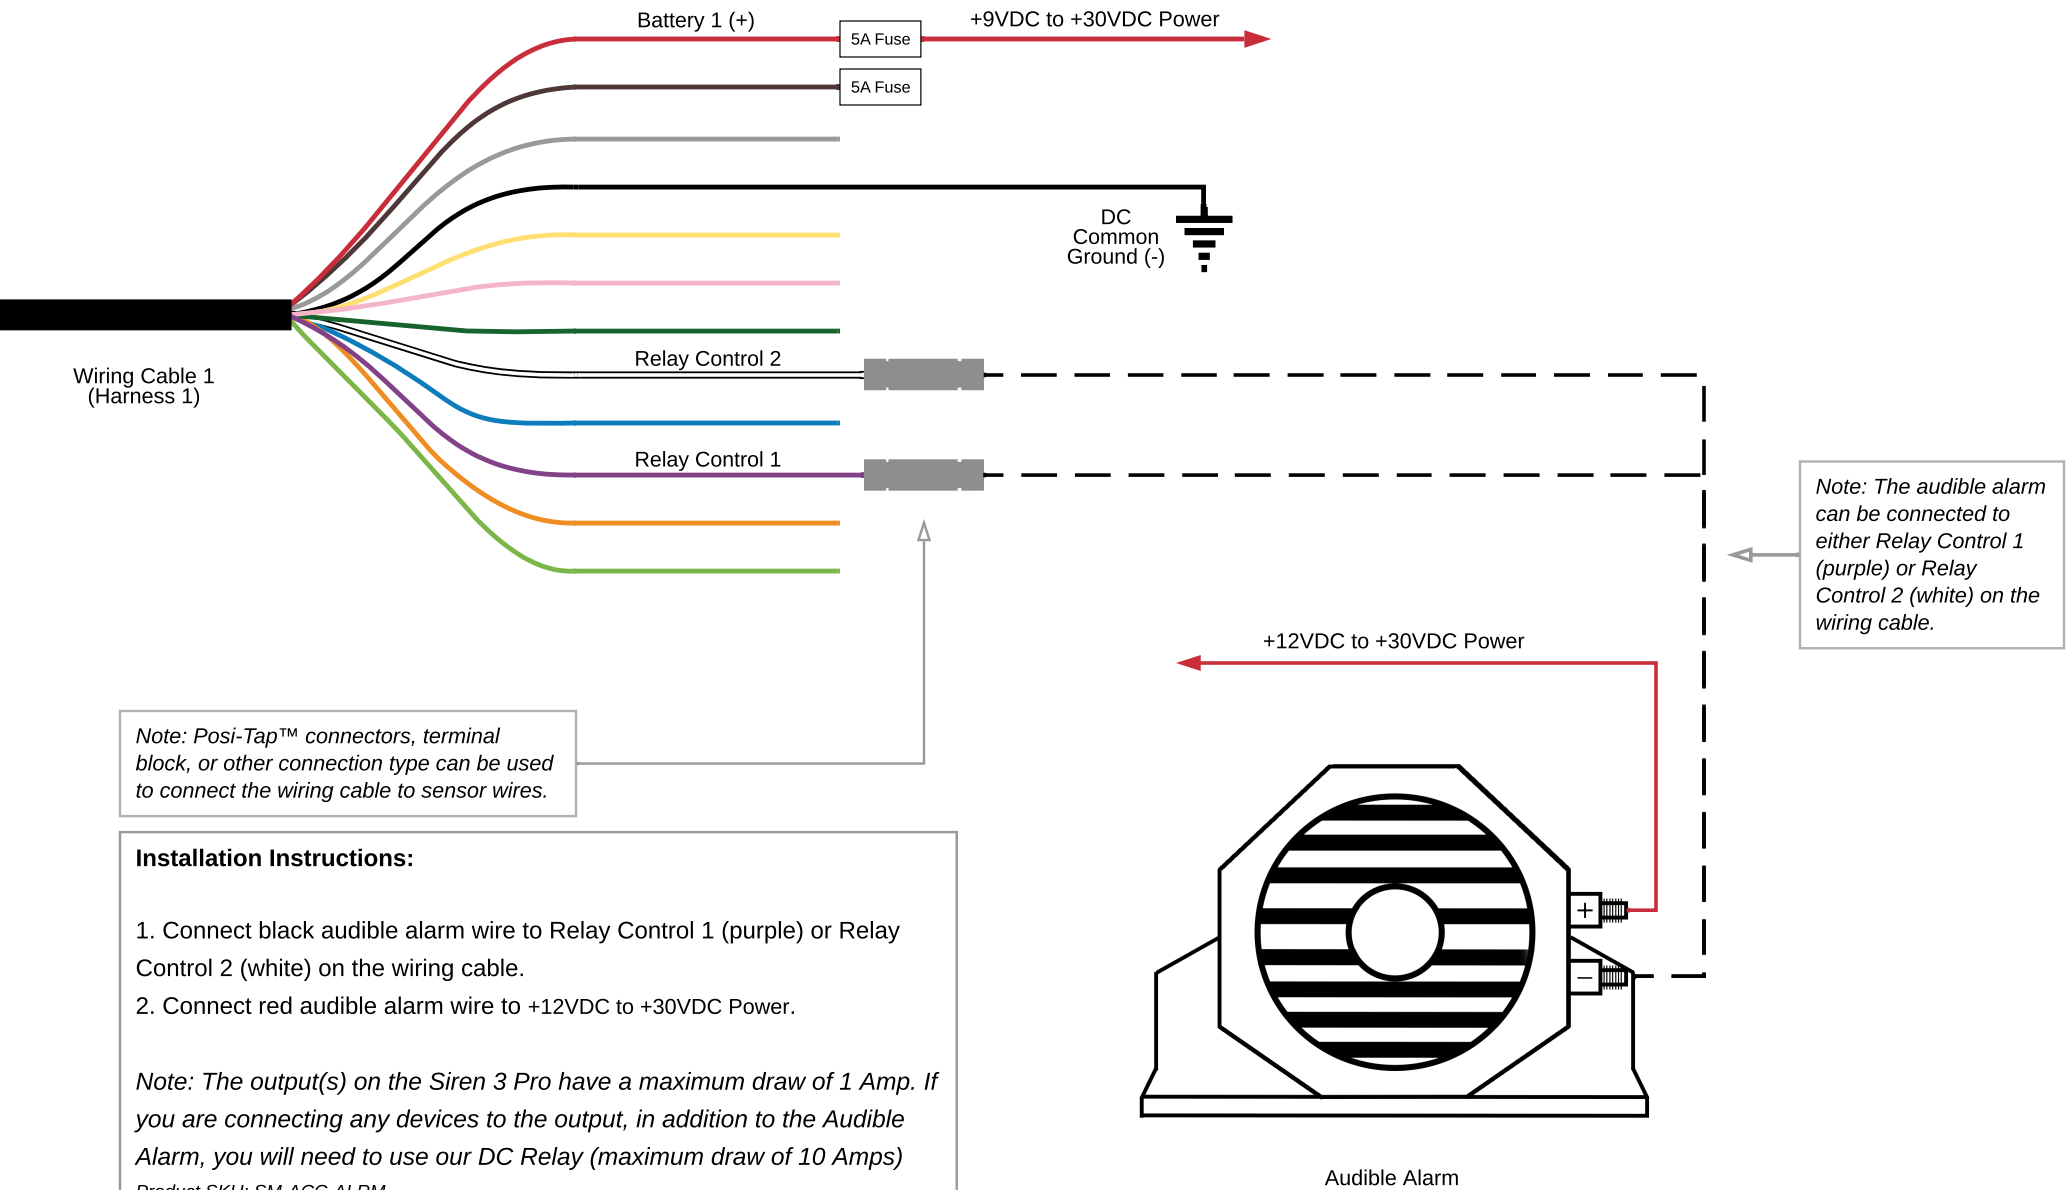 Battery 1 (+)
5A Fuse
+9VDC to +30VDC Power
5A Fuse
DC
Common
Ground (-)
Wiring Cable 1
(Harness 1)
Relay Control 2
Relay Control 1
Note: The audible alarm
can be connected to
either Relay Control 1
(purple) or Relay
Control 2 (white) on the
wiring cable.
+12VDC to +30VDC Power
Note: Posi-Tap™ connectors, terminal
block, or other connection type can be used
to connect the wiring cable to sensor wires.
Installation Instructions:
1. Connect black audible alarm wire to Relay Control 1 (purple) or Relay
Control 2 (white) on the wiring cable.
2. Connect red audible alarm wire to +12VDC to +30VDC Power.
Note: The output(s) on the Siren 3 Pro have a maximum draw of 1 Amp. If
you are connecting any devices to the output, in addition to the Audible
Alarm, you will need to use our DC Relay (maximum draw of 10 Amps)
Product SKU: SM-ACC-ALRM
+
–
Audible Alarm